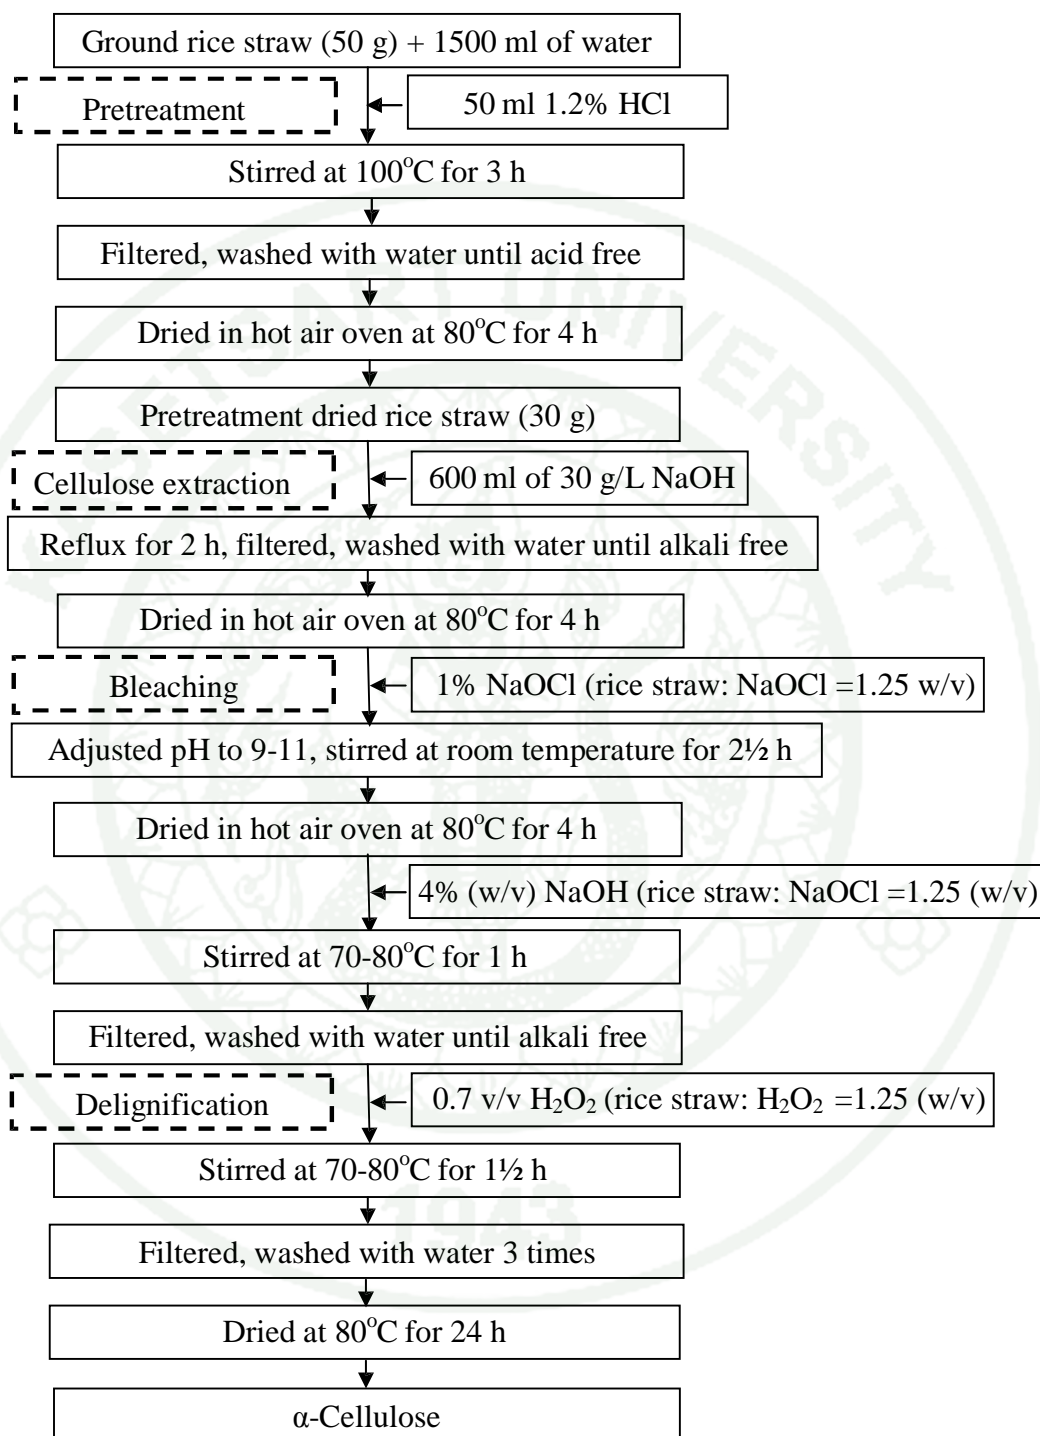 Ground rice straw (50 g) + 1500 ml of water
Pretreatment
50 ml 1.2% HCl
Stirred at 100°C for 3 h
Filtered, washed with water until acid free
Dried in hot air oven at 80°C for 4 h
Pretreatment dried rice straw (30 g)
Cellulose extraction
600 ml of 30 g/L NaOH
Reflux for 2 h, filtered, washed with water until alkali free
Dried in hot air oven at 80°C for 4 h
Bleaching
1% NaOCl (rice straw: NaOCl =1.25 w/v)
Adjusted pH to 9-11, stirred at room temperature for 2½ h
Dried in hot air oven at 80°C for 4 h
4% (w/v) NaOH (rice straw: NaOCl =1.25 (w/v)
Stirred at 70-80°C for 1 h
Filtered, washed with water until alkali free
Delignification
0.7 v/v H₂O₂ (rice straw: H₂O₂ =1.25 (w/v)
Stirred at 70-80°C for 1½ h
Filtered, washed with water 3 times
Dried at 80°C for 24 h
α-Cellulose
KASETSART UNIVERSITY
1943